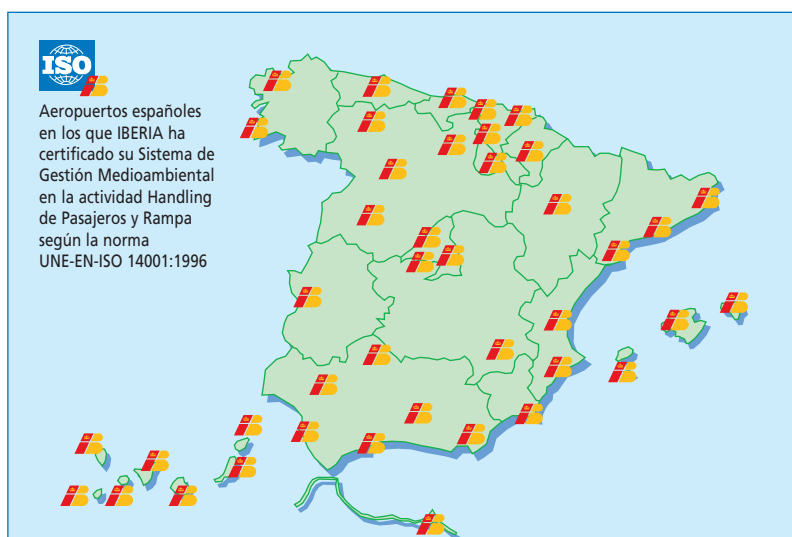 ISO
Aeropuertos españoles
en los que IBERIA ha
certificado su Sistema de
Gestión Medioambiental
en la actividad Handling
de Pasajeros y Rampa
según la norma
UNE-EN-ISO 14001:1996